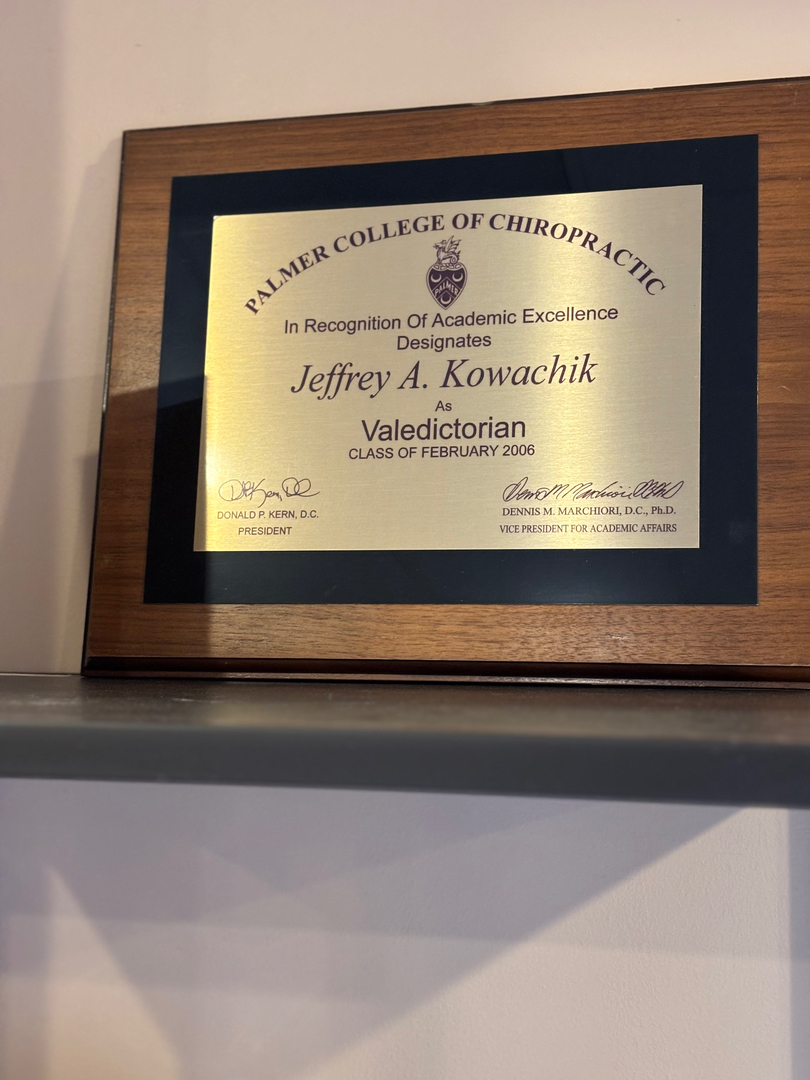 PALMER COLLEGE OF CHIROPRACTIC
PALMER
In Recognition Of Academic Excellence
Designates
Jeffrey A. Kowachik
As
Valedictorian
CLASS OF FEBRUARY 2006
DONALD P. KERN, D.C.
PRESIDENT
DENNIS M. MARCHIORI, D.C., Ph.D.
VICE PRESIDENT FOR ACADEMIC AFFAIRS